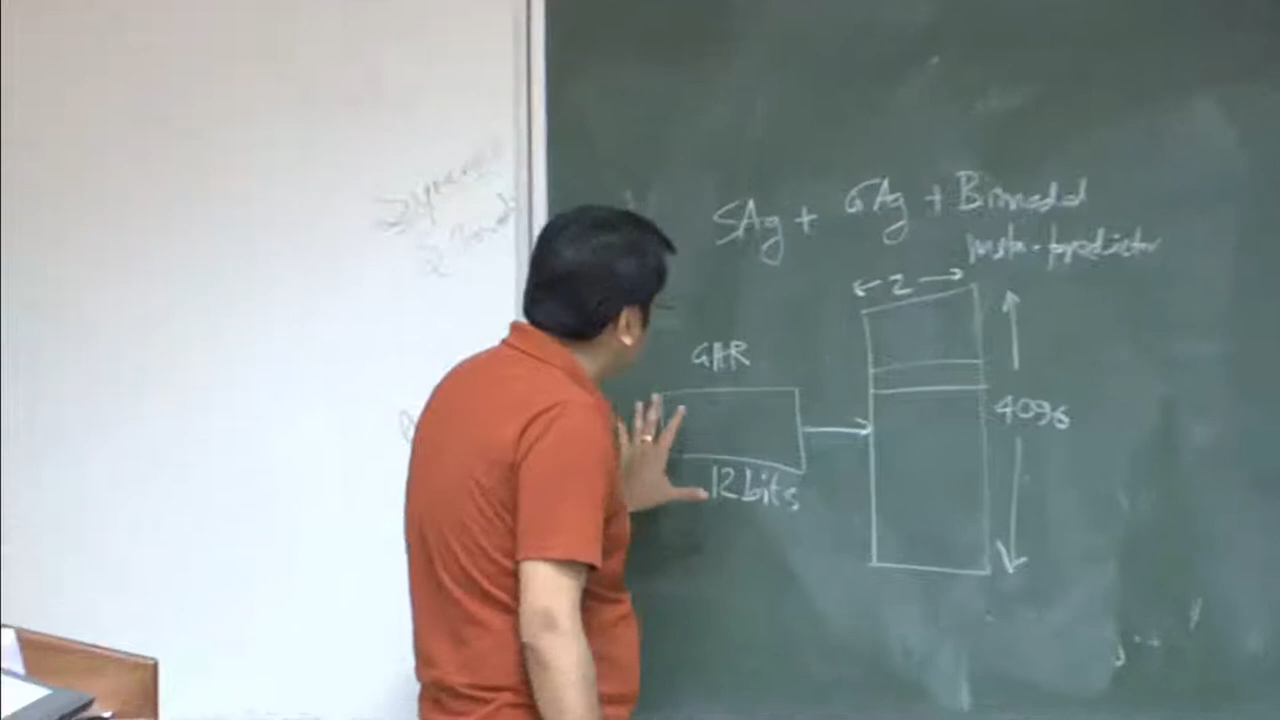 SAg + GAg + Bimodal
meta-predictor
← 2 →
GHR
4096
12 bits